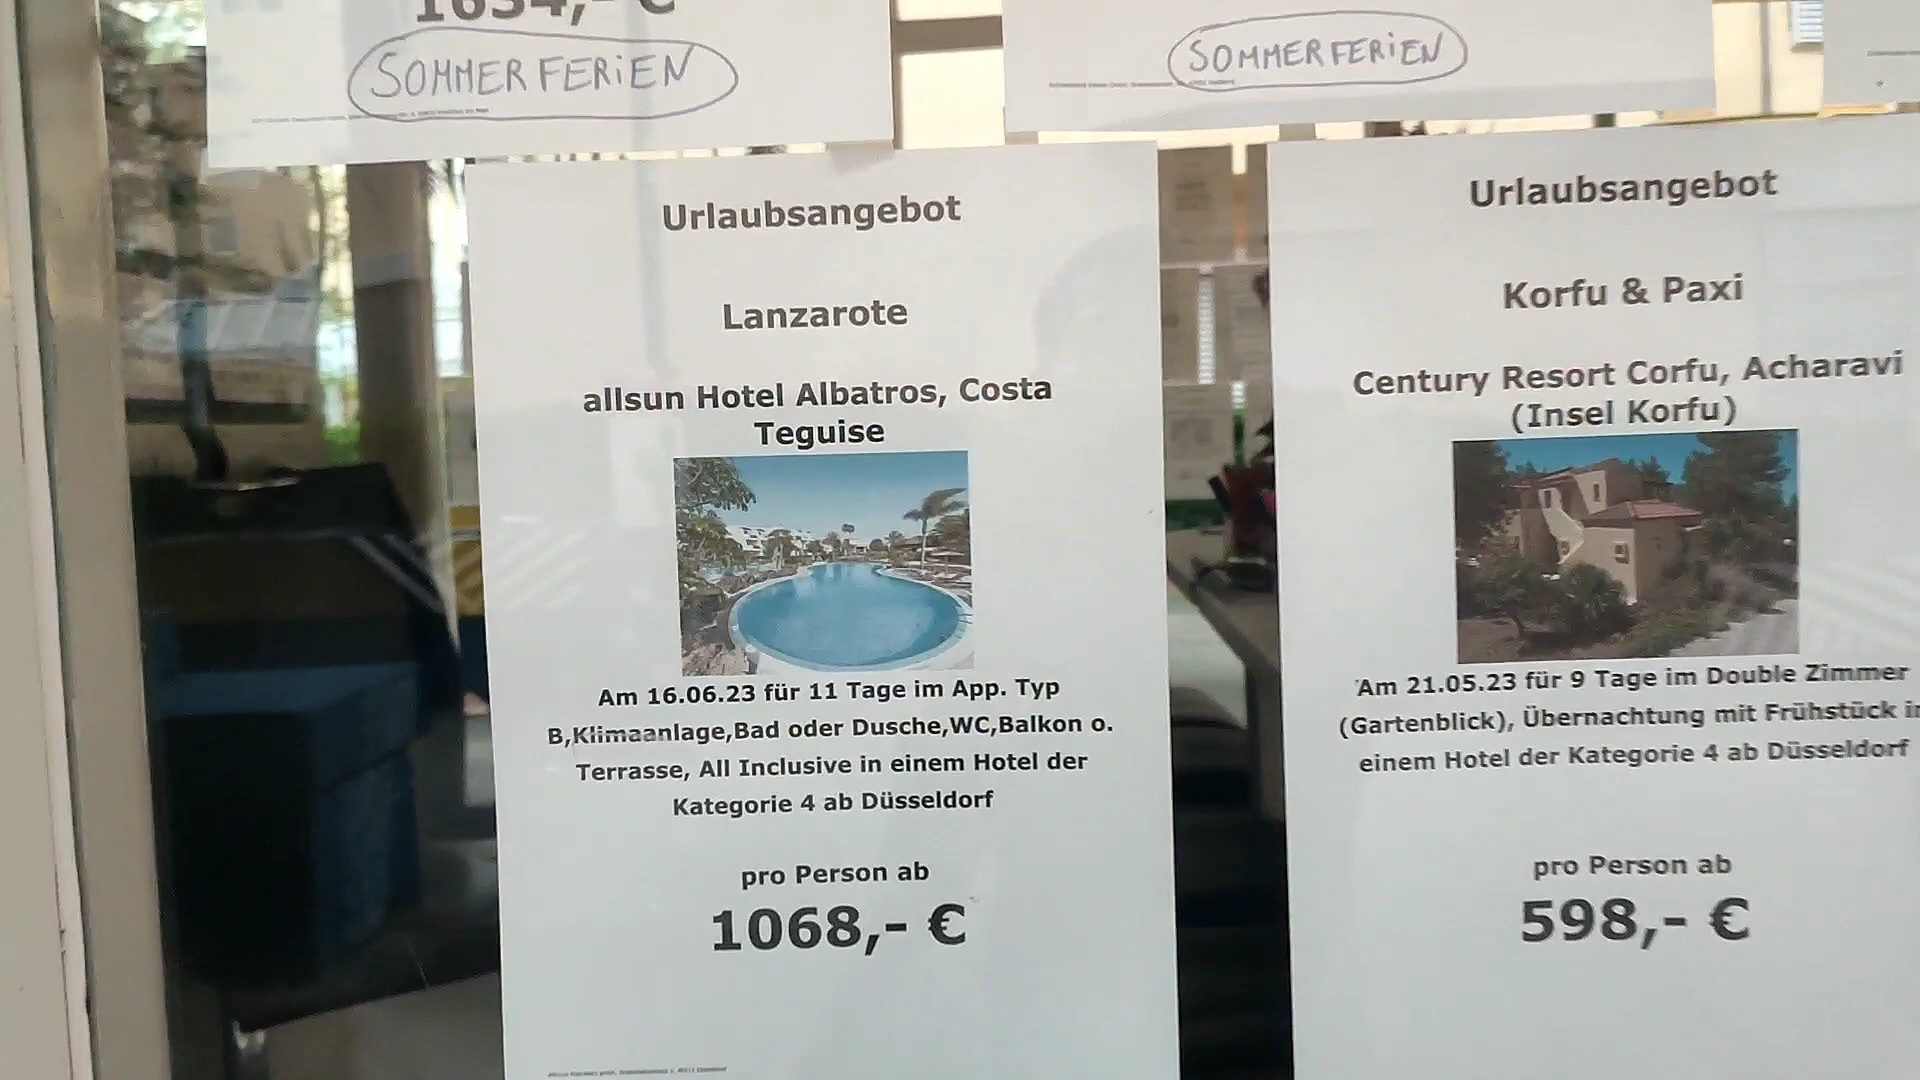 1634,- €
SOMMERFERIEN
SOMMERFERIEN
Urlaubsangebot
Lanzarote
allsun Hotel Albatros, Costa
Teguise
Am 16.06.23 für 11 Tage im App. Typ
B,Klimaanlage,Bad oder Dusche,WC,Balkon o.
Terrasse, All Inclusive in einem Hotel der
Kategorie 4 ab Düsseldorf
pro Person ab
1068,- €
Urlaubsangebot
Korfu & Paxi
Century Resort Corfu, Acharavi
(Insel Korfu)
Am 21.05.23 für 9 Tage im Double Zimmer
(Gartenblick), Übernachtung mit Frühstück in
einem Hotel der Kategorie 4 ab Düsseldorf
pro Person ab
598,- €